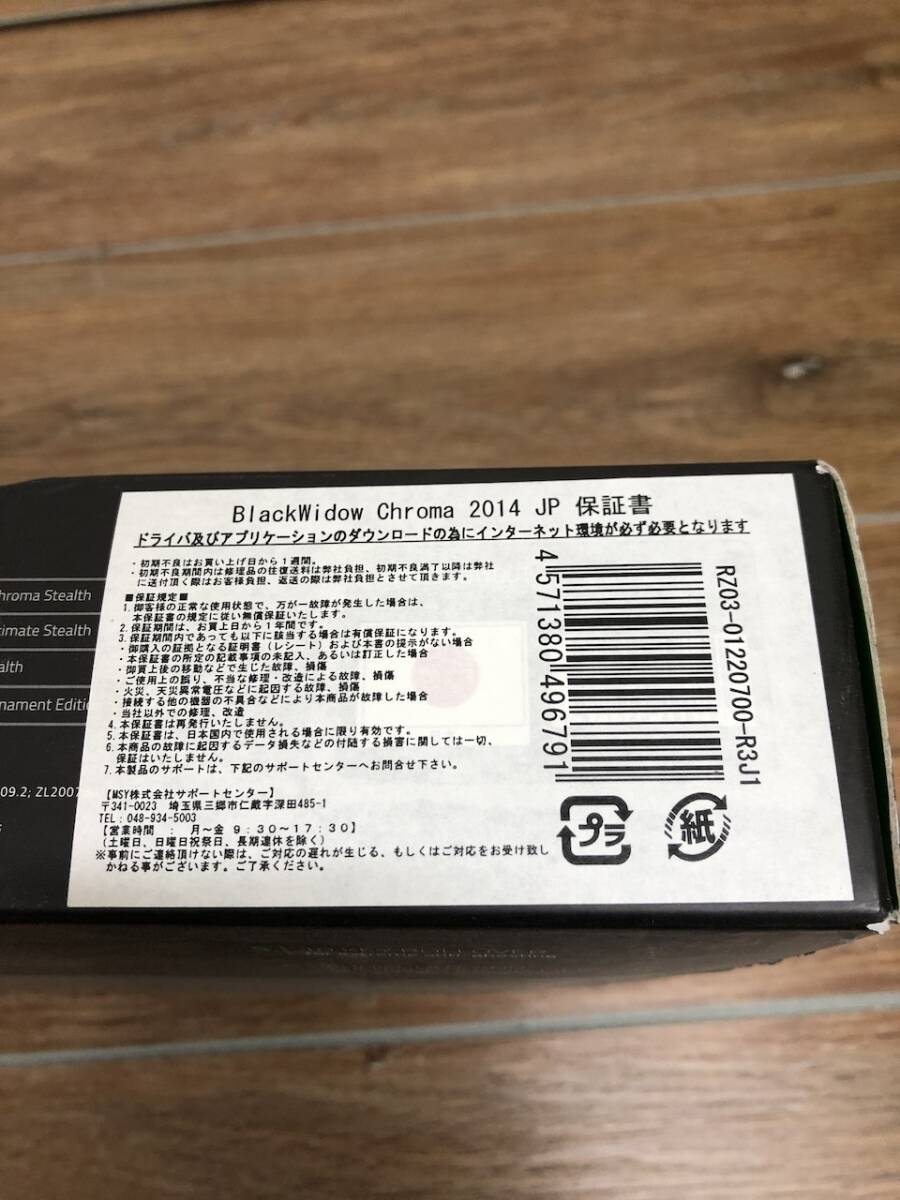 BlackWidow Chroma 2014 JP 保証書
ドライバ及びアプリケーションのダウンロードの為にインターネット環境が必ず必要となります
・初期不良はお買い上げ日から1週間。
・初期不良期間内は修理品の往復送料は弊社負担、初期不良満了以降は弊社
に送付頂く際はお客様負担、返送の際は弊社負担とさせて頂きます。
■保証規定■
1.御客様の正常な使用状態で、万が一故障が発生した場合は、
本保証書の規定に従い無償保証いたします。
2.保証期間は、お買上日から1年間です。
3.保証期間内であっても以下に該当する場合は有償保証になります。
・御購入の証拠となる証明書（レシート）および本書の提示がない場合
・本保証書の所定の記載事項の未記入、あるいは訂正した場合
・御買上後の移動などで生じた故障、損傷
・ご使用上の誤り、不当な修理・改造による故障、損傷
・火災、天災異常電圧などに起因する故障、損傷
・接続する他の機器の不具合などにより本商品が故障した場合
・当社以外での修理、改造
4.本保証書は再発行いたしません。
5.本保証書は、日本国内で使用される場合に限り有効です。
6.本商品の故障に起因するデータ損失などの付随する損害に関しては一切、
保証はいたしません。
7.本製品のサポートは、下記のサポートセンターへお問合せ下さい。
【MSY株式会社サポートセンター】
〒341-0023 埼玉県三郷市仁蔵字深田485-1
TEL：048-934-5003
【営業時間 ： 月～金 9：30～17：30】
（土曜日、日曜日祝祭日、長期連休を除く）
※事前にご連絡頂けない際は、ご対応の遅れが生じる、もしくはご対応をお受け致し
かねる事がございます。ご了承ください。
4 571380 496791
RZ03-01220700-R3J1
プラ
紙
hroma Stealth
timate Stealth
alth
nament Editi
09.2; ZL2007